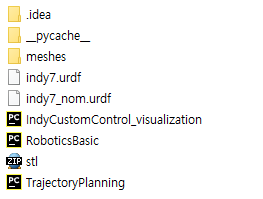 .idea
__pycache__
meshes
indy7.urdf
indy7_nom.urdf
IndyCustomControl_visualization
RoboticsBasic
stl
TrajectoryPlanning